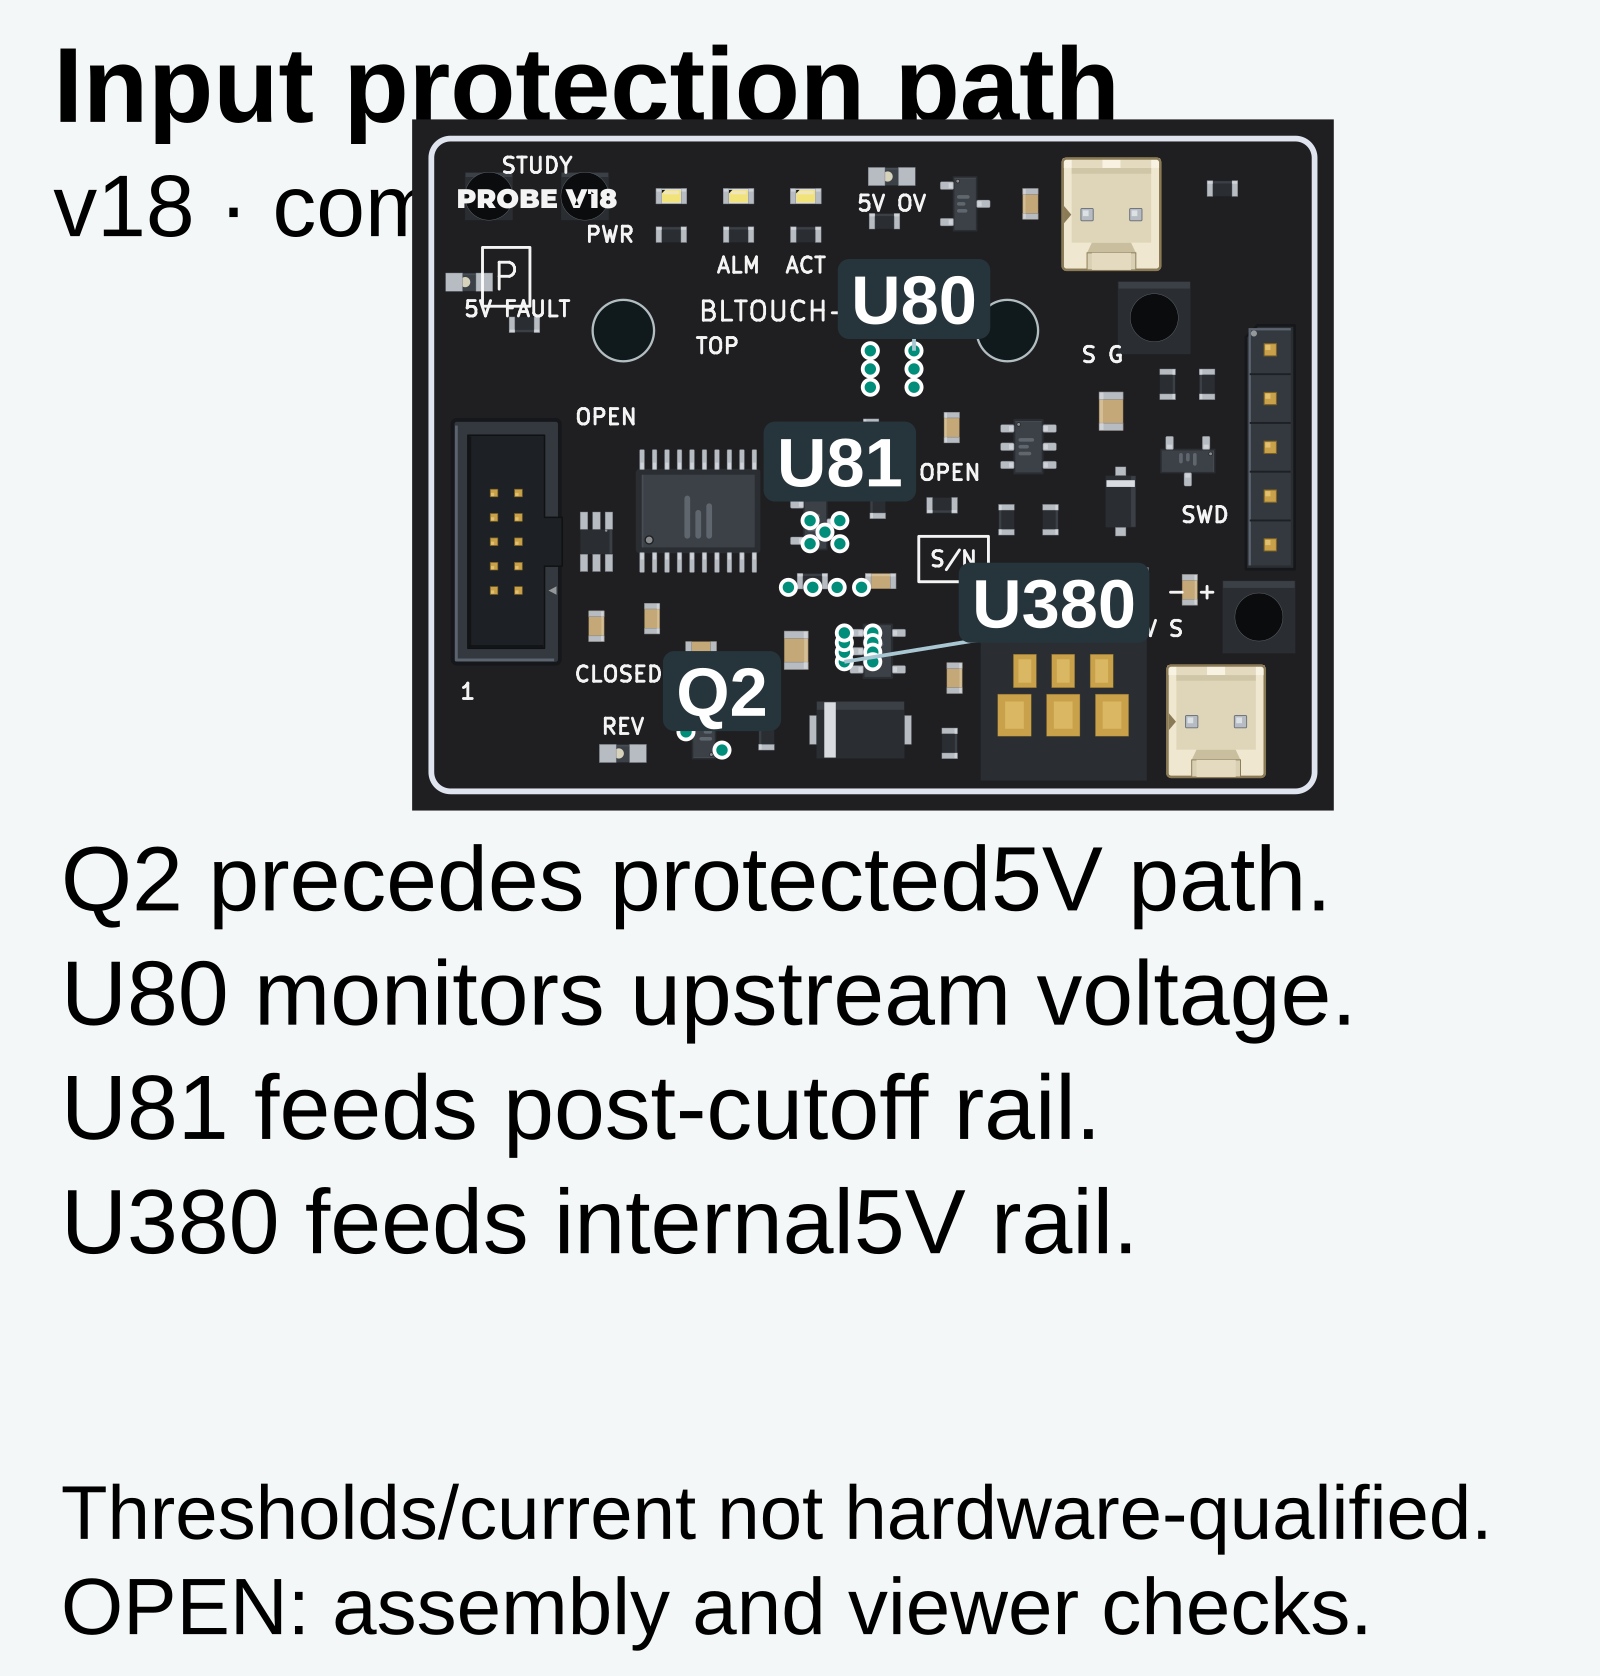 Input protection path
v18 · com
STUDY
PROBE V18
PWR
ALM
ACT
5V OV
P
5V FAULT
BLTOUCH-
U80
TOP
S G
OPEN
U81
OPEN
SWD
S/N
U380
- +
V S
CLOSED
Q2
1
REV
Q2 precedes protected5V path.
U80 monitors upstream voltage.
U81 feeds post-cutoff rail.
U380 feeds internal5V rail.
Thresholds/current not hardware-qualified.
OPEN: assembly and viewer checks.